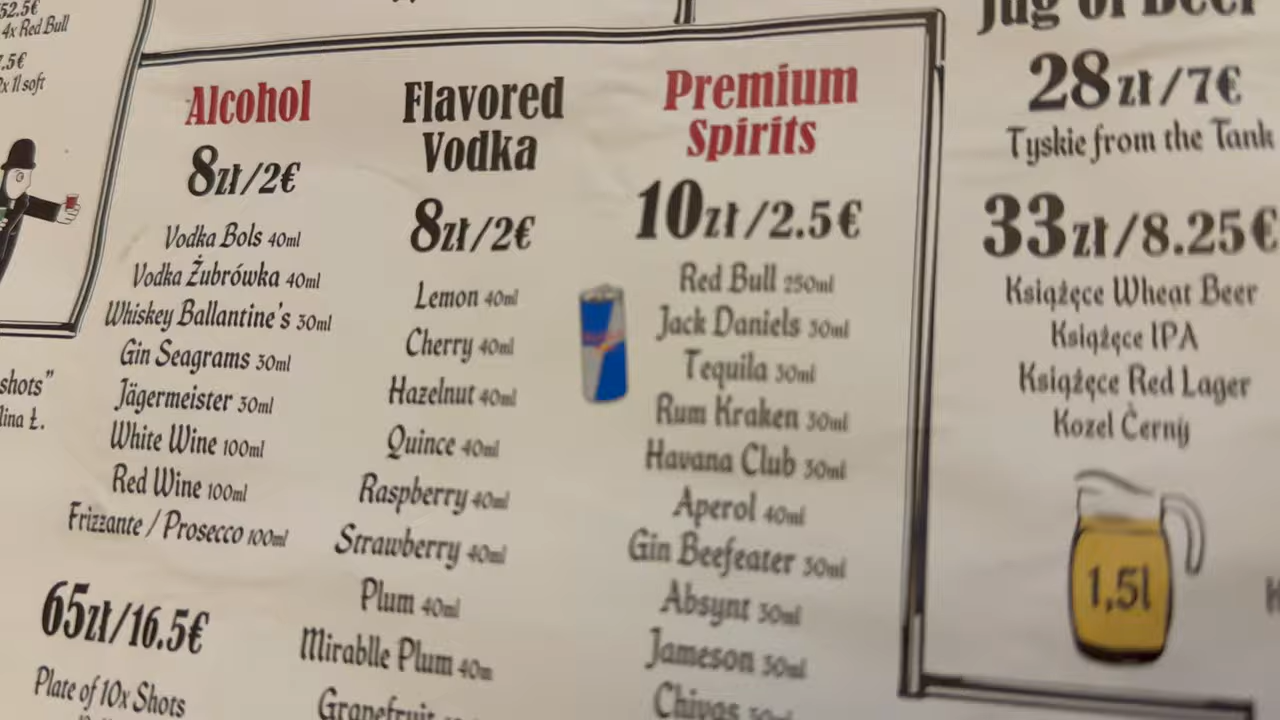 52.5€
4x Red Bull
.5€
2x 1l soft
shots”
lina Ł.
Alcohol
8zł/2€
Vodka Bols 40ml
Vodka Żubrówka 40ml
Whiskey Ballantine's 30ml
Gin Seagrams 30ml
Jägermeister 30ml
White Wine 100ml
Red Wine 100ml
Frizzante / Prosecco 100ml
65zł/16.5€
Plate of 10x Shots
Flavored
Vodka
8zł/2€
Lemon 40ml
Cherry 40ml
Hazelnut 40ml
Quince 40ml
Raspberry 40ml
Strawberry 40ml
Plum 40ml
Mirablle Plum 40m
Grapefruit
Premium
Spirits
10zł/2.5€
Red Bull 250ml
Jack Daniels 30ml
Tequila 30ml
Rum Kraken 30ml
Havana Club 30ml
Aperol 40ml
Gin Beefeater 30ml
Absynt 30ml
Jameson 30ml
Chivas 30ml
Jug of Beer
28zł/7€
Tyskie from the Tank
33zł/8.25€
Książęce Wheat Beer
Książęce IPA
Książęce Red Lager
Kozel Černý
1,5l